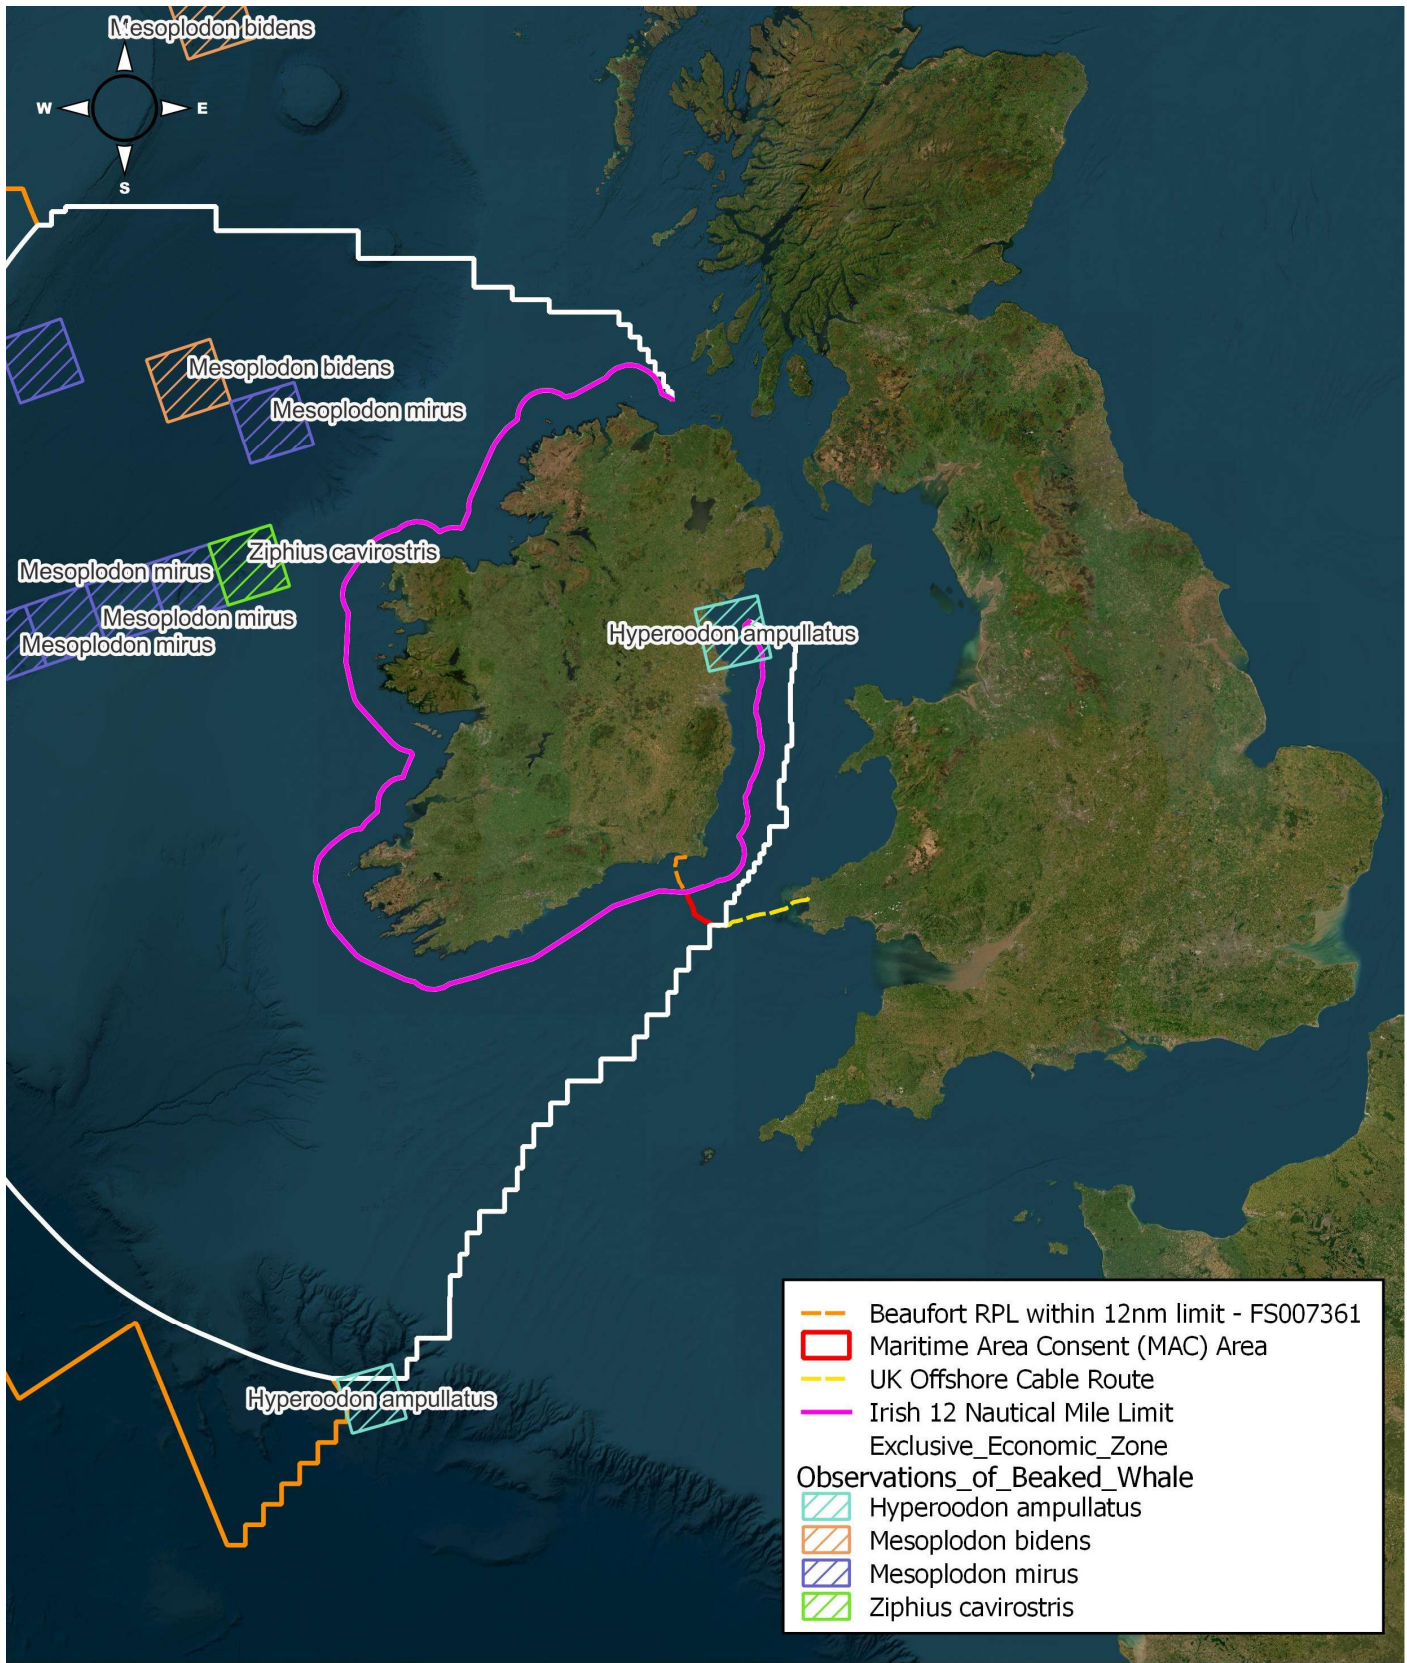 Mesoplodon bidens
W
E
S
Mesoplodon bidens
Mesoplodon mirus
Ziphius cavirostris
Mesoplodon mirus
Mesoplodon mirus
Mesoplodon mirus
Hyperoodon ampullatus
Hyperoodon ampullatus
Beaufort RPL within 12nm limit - FS007361
Maritime Area Consent (MAC) Area
UK Offshore Cable Route
Irish 12 Nautical Mile Limit
Exclusive_Economic_Zone
Observations_of_Beaked_Whale
Hyperoodon ampullatus
Mesoplodon bidens
Mesoplodon mirus
Ziphius cavirostris